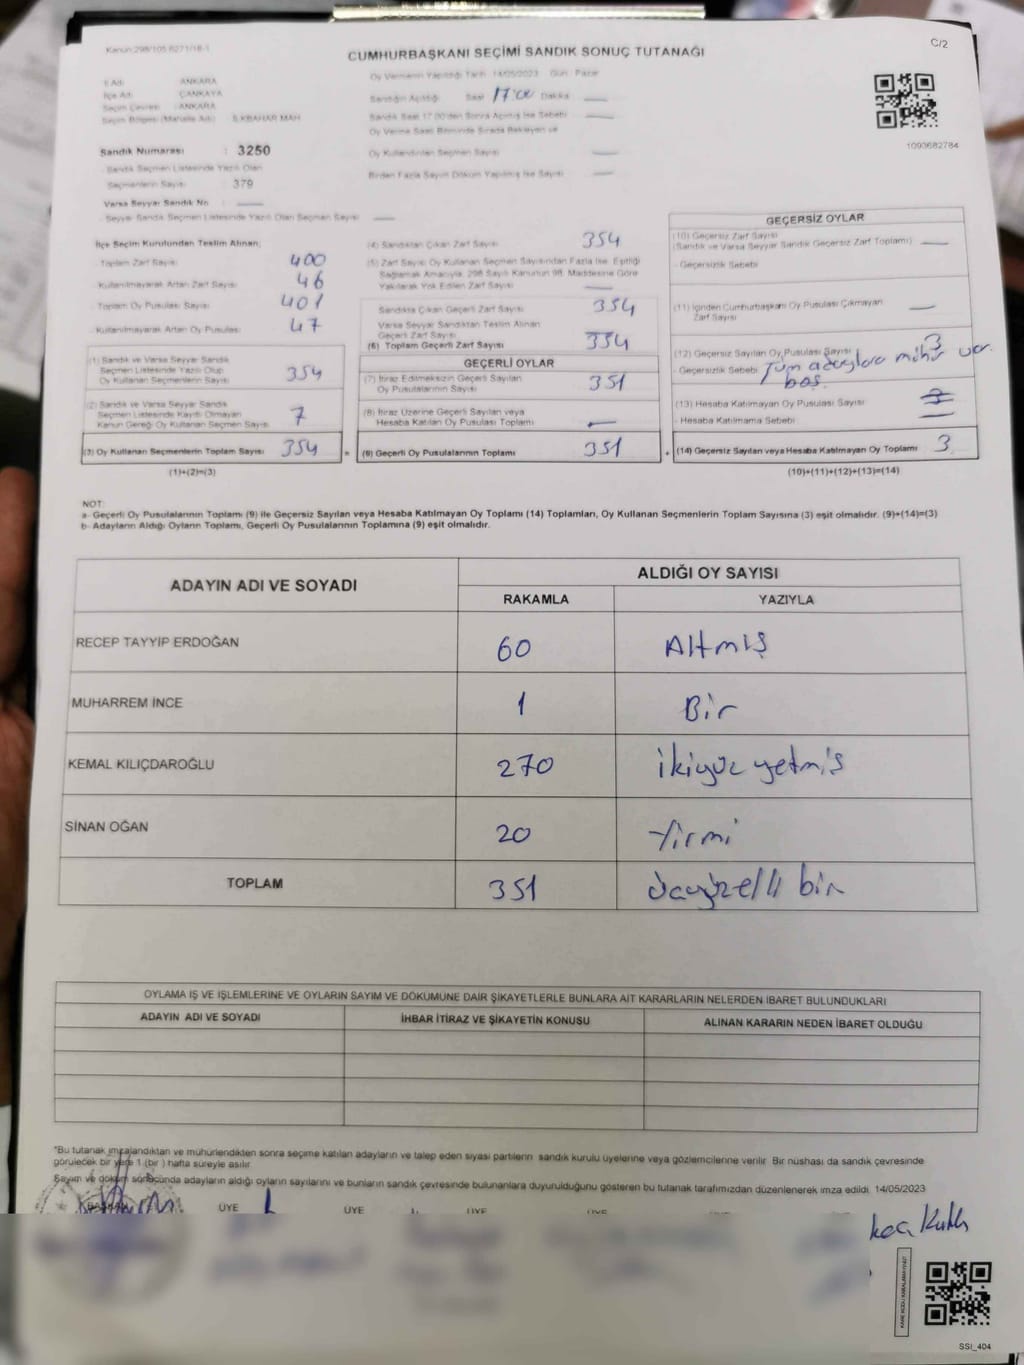 Kanun:298/105 6271/18-1
C/2
CUMHURBAŞKANI SEÇİMİ SANDIK SONUÇ TUTANAĞI
İl Adı : ANKARA
İlçe Adı : ÇANKAYA
Seçim Çevresi : ANKARA
Seçim Bölgesi (Mahalle Adı) : İLKBAHAR MAH
Sandık Numarası : 3250
Sandık Seçmen Listesinde Yazılı Olan
Seçmenlerin Sayısı : 379
Varsa Seyyar Sandık No :
Seyyar Sandık Seçmen Listesinde Yazılı Olan Seçmen Sayısı
Oy Vermenin Yapıldığı Tarih 14/05/2023 Gün : Pazar
Sandığın Açıldığı Saat 17:00 Dakika
Sandık Saat 17.00'den Sonra Açılmış İse Sebebi
Oy Verme Saati Bitiminde Sırada Bekleyen ve
Oy Kullandırılan Seçmen Sayısı
Birden Fazla Sayım Döküm Yapılmış İse Sayısı
1090682784
İlçe Seçim Kurulundan Teslim Alınan;
Toplam Zarf Sayısı 400
Kullanılmayarak Artan Zarf Sayısı 46
Toplam Oy Pusulası Sayısı 401
Kullanılmayarak Artan Oy Pusulası 47
(1) Sandık ve Varsa Seyyar Sandık
Seçmen Listesinde Yazılı Olup
Oy Kullanan Seçmenlerin Sayısı 354
(2) Sandık ve Varsa Seyyar Sandık
Seçmen Listesinde Kayıtlı Olmayan
Kanun Gereği Oy Kullanan Seçmen Sayısı 7
(3) Oy Kullanan Seçmenlerin Toplam Sayısı 354 =
(1)+(2)=(3)
(4) Sandıktan Çıkan Zarf Sayısı 354
(5) Zarf Sayısı Oy Kullanan Seçmen Sayısından Fazla İse, Eşitliği
Sağlamak Amacıyla, 298 Sayılı Kanunun 98. Maddesine Göre
Yakılarak Yok Edilen Zarf Sayısı
Sandıkta Çıkan Geçerli Zarf Sayısı 354
Varsa Seyyar Sandıktan Teslim Alınan
Geçerli Zarf Sayısı
(6) Toplam Geçerli Zarf Sayısı 354
GEÇERLİ OYLAR
(7) İtiraz Edilmeksizin Geçerli Sayılan
Oy Pusulalarının Sayısı 351
(8) İtiraz Üzerine Geçerli Sayılan veya
Hesaba Katılan Oy Pusulası Toplamı
(9) Geçerli Oy Pusulalarının Toplamı 351 +
GEÇERSİZ OYLAR
(10) Geçersiz Zarf Sayısı
(Sandık ve Varsa Seyyar Sandık Geçersiz Zarf Toplamı)
- Geçersizlik Sebebi
(11) İçinden Cumhurbaşkanı Oy Pusulası Çıkmayan
Zarf Sayısı
(12) Geçersiz Sayılan Oy Pusulası Sayısı 3
- Geçersizlik Sebebi Tüm adaylara mühür var.
boş.
(13) Hesaba Katılmayan Oy Pusulası Sayısı
- Hesaba Katılmama Sebebi
(14) Geçersiz Sayılan veya Hesaba Katılmayan Oy Toplamı 3
(10)+(11)+(12)+(13)=(14)
NOT:
a- Geçerli Oy Pusulalarının Toplamı (9) ile Geçersiz Sayılan veya Hesaba Katılmayan Oy Toplamı (14) Toplamları, Oy Kullanan Seçmenlerin Toplam Sayısına (3) eşit olmalıdır. (9)+(14)=(3)
b- Adayların Aldığı Oyların Toplamı, Geçerli Oy Pusulalarının Toplamına (9) eşit olmalıdır.
ADAYIN ADI VE SOYADI
ALDIĞI OY SAYISI
RAKAMLA YAZIYLA
RECEP TAYYİP ERDOĞAN 60 Altmış
MUHARREM İNCE 1 Bir
KEMAL KILIÇDAROĞLU 270 ikiyüz yetmiş
SİNAN OĞAN 20 Yirmi
TOPLAM 351 üçyüzelli bir
OYLAMA İŞ VE İŞLEMLERİNE VE OYLARIN SAYIM VE DÖKÜMÜNE DAİR ŞİKAYETLERLE BUNLARA AİT KARARLARIN NELERDEN İBARET BULUNDUKLARI
ADAYIN ADI VE SOYADI İHBAR İTİRAZ VE ŞİKAYETİN KONUSU ALINAN KARARIN NEDEN İBARET OLDUĞU
*Bu tutanak imzalandıktan ve mühürlendikten sonra seçime katılan adayların ve talep eden siyasi partilerin sandık kurulu üyelerine veya gözlemcilerine verilir. Bir nüshası da sandık çevresinde
görülecek bir yere 1 (bir) hafta süreyle asılır.
Sayım ve döküm sonucunda adayların aldığı oyların sayılarını ve bunların sandık çevresinde bulunanlara duyurulduğunu gösteren bu tutanak tarafımızdan düzenlenerek imza edildi. 14/05/2023
ÜYE ÜYE ÜYE ÜYE
SSI_404